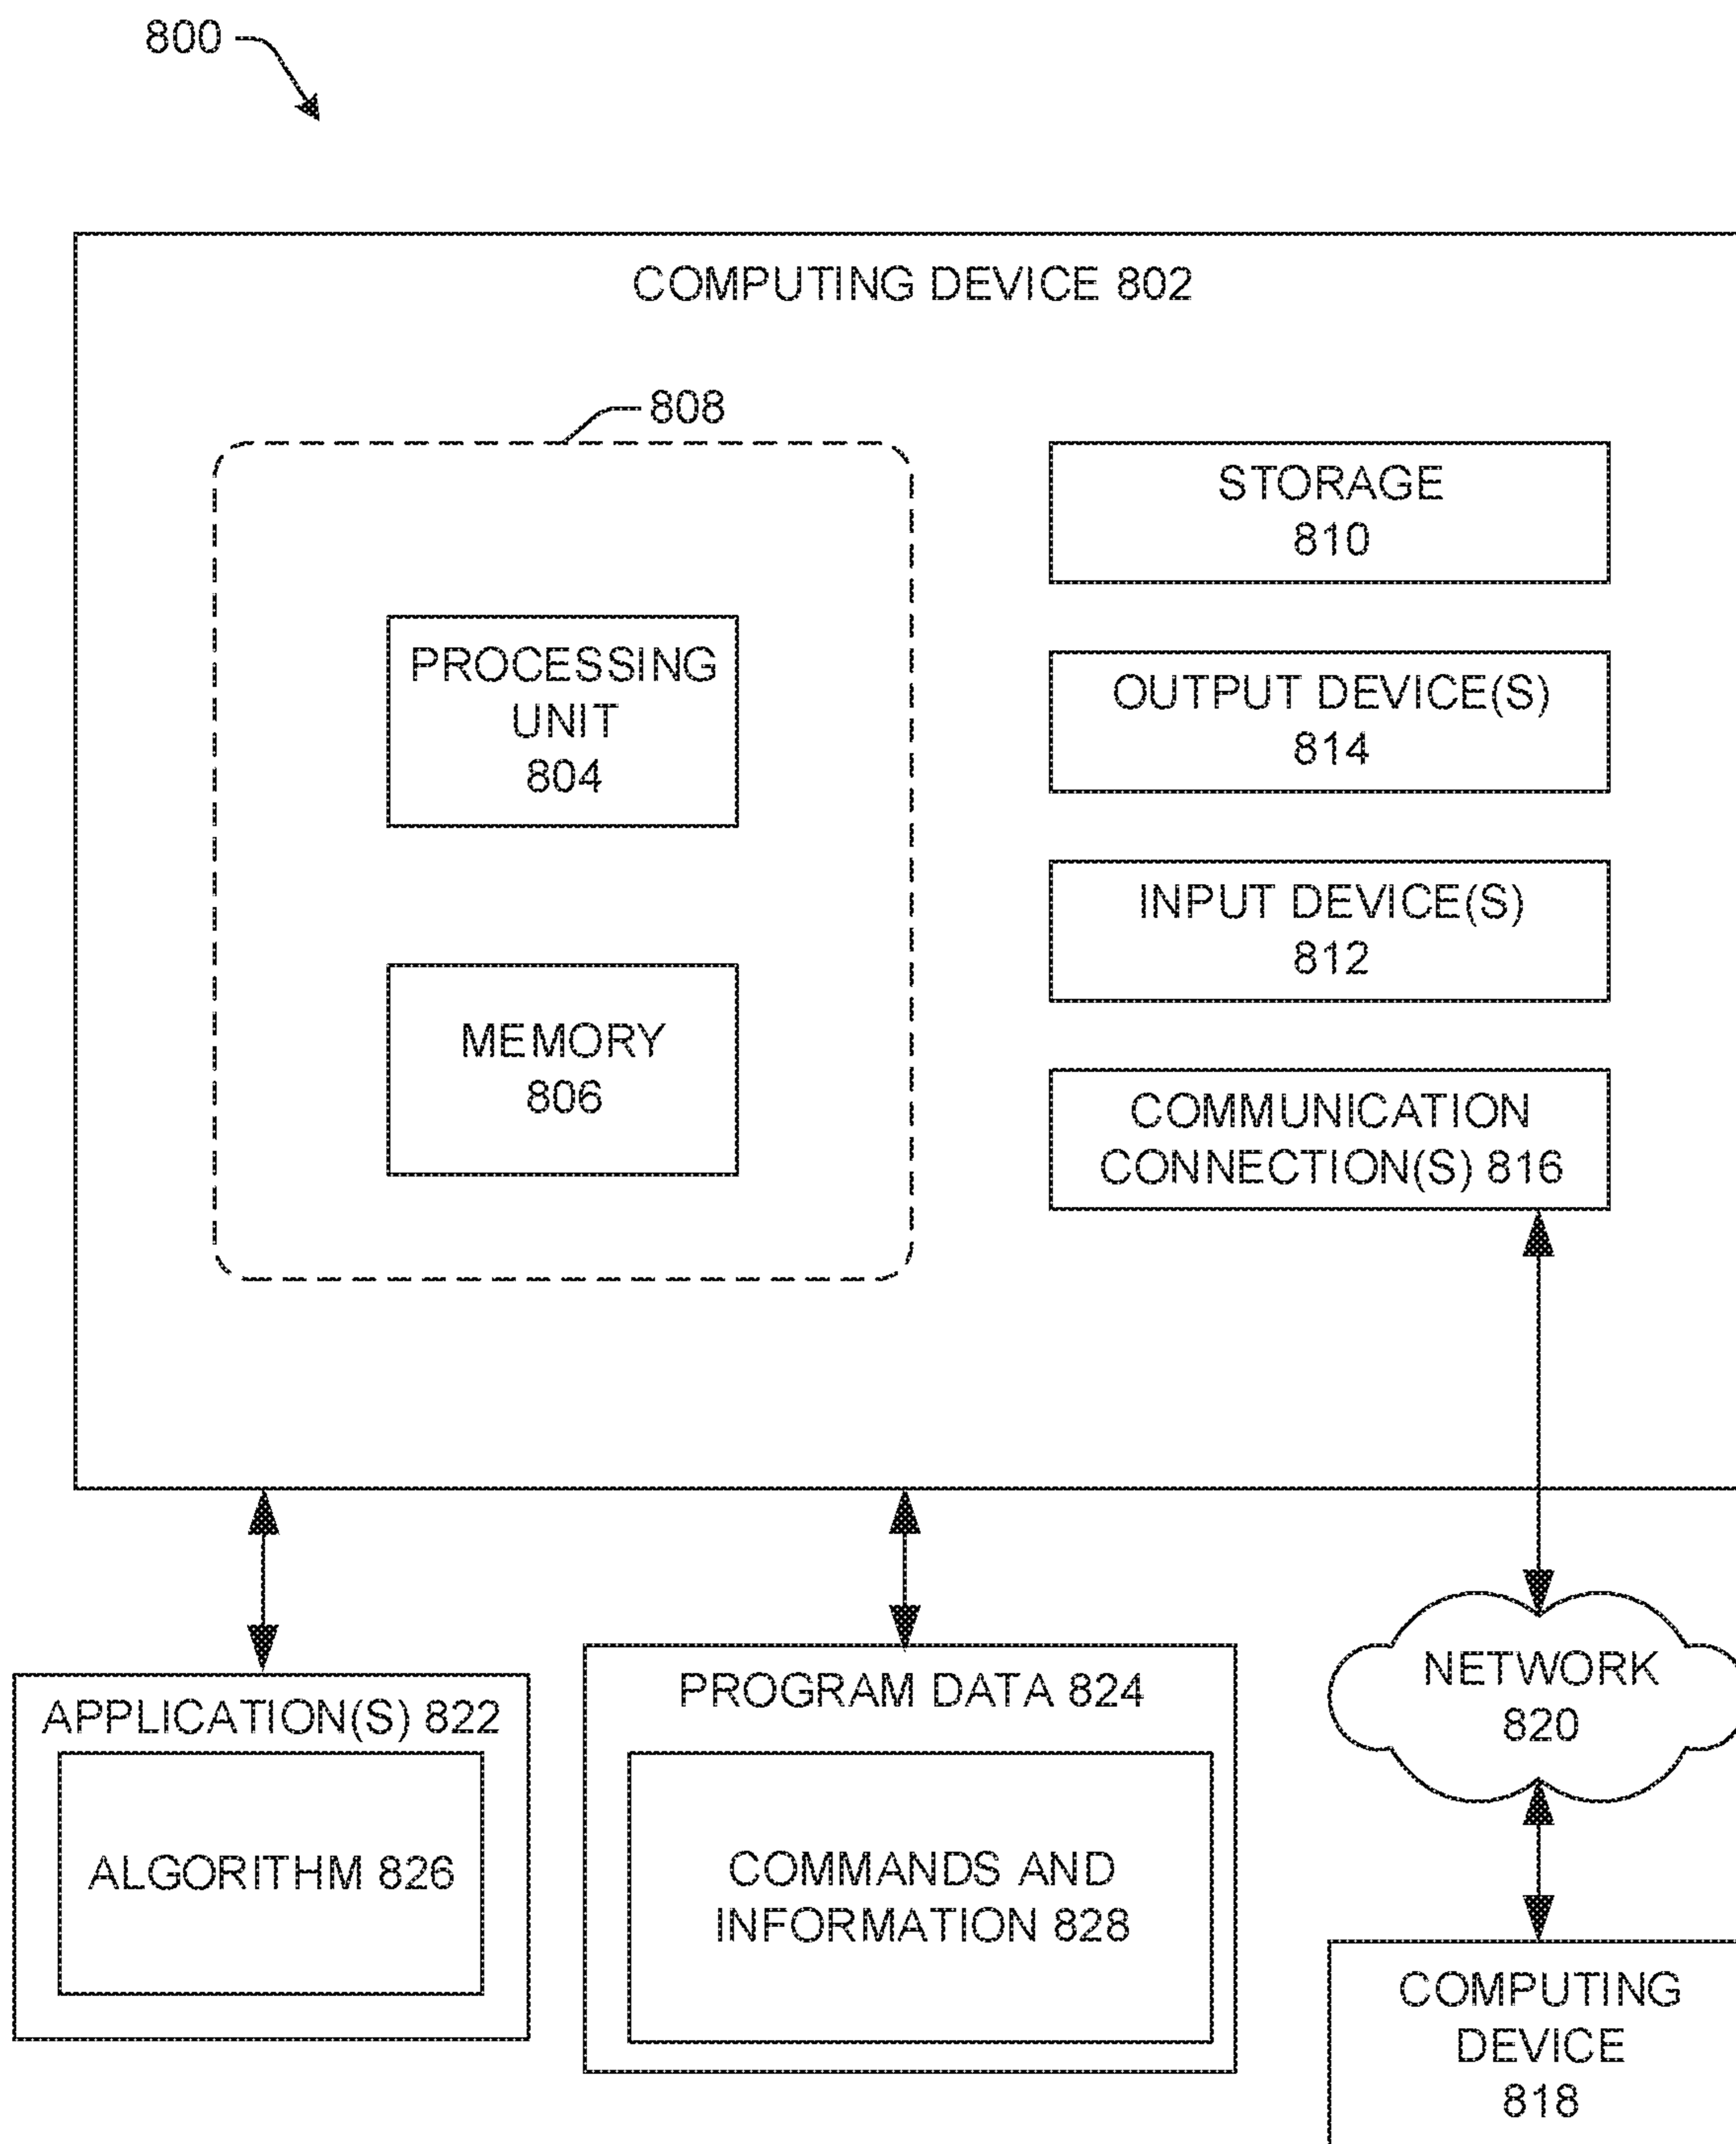 800
COMPUTING DEVICE 802
808
PROCESSING
UNIT
804
MEMORY
806
STORAGE
810
OUTPUT DEVICE(S)
814
INPUT DEVICE(S)
812
COMMUNICATION
CONNECTION(S) 816
APPLICATION(S) 822
ALGORITHM 826
PROGRAM DATA 824
COMMANDS AND
INFORMATION 828
NETWORK
820
COMPUTING
DEVICE
818